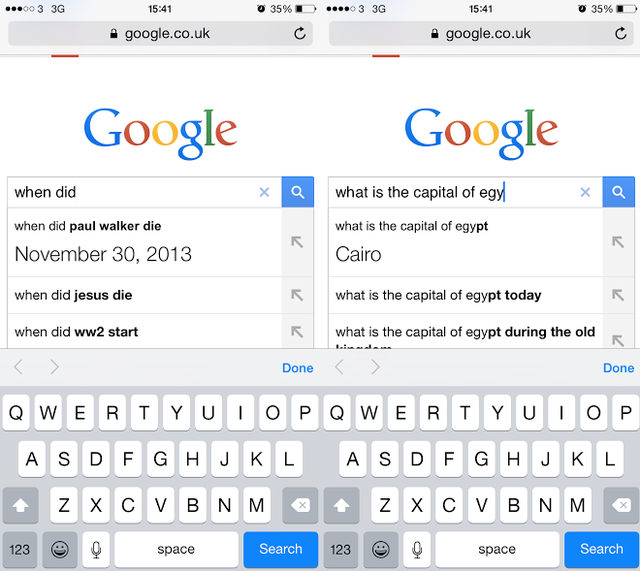 3 3G 15:41 35%
google.co.uk
Google
when did
when did paul walker die
November 30, 2013
when did jesus die
when did ww2 start
Done
Q W E R T Y U I O P
A S D F G H J K L
Z X C V B N M
123 space Search
3 3G 15:41 35%
google.co.uk
Google
what is the capital of egy
what is the capital of egypt
Cairo
what is the capital of egypt today
what is the capital of egypt during the old
kingdom
Done
Q W E R T Y U I O P
A S D F G H J K L
Z X C V B N M
123 space Search